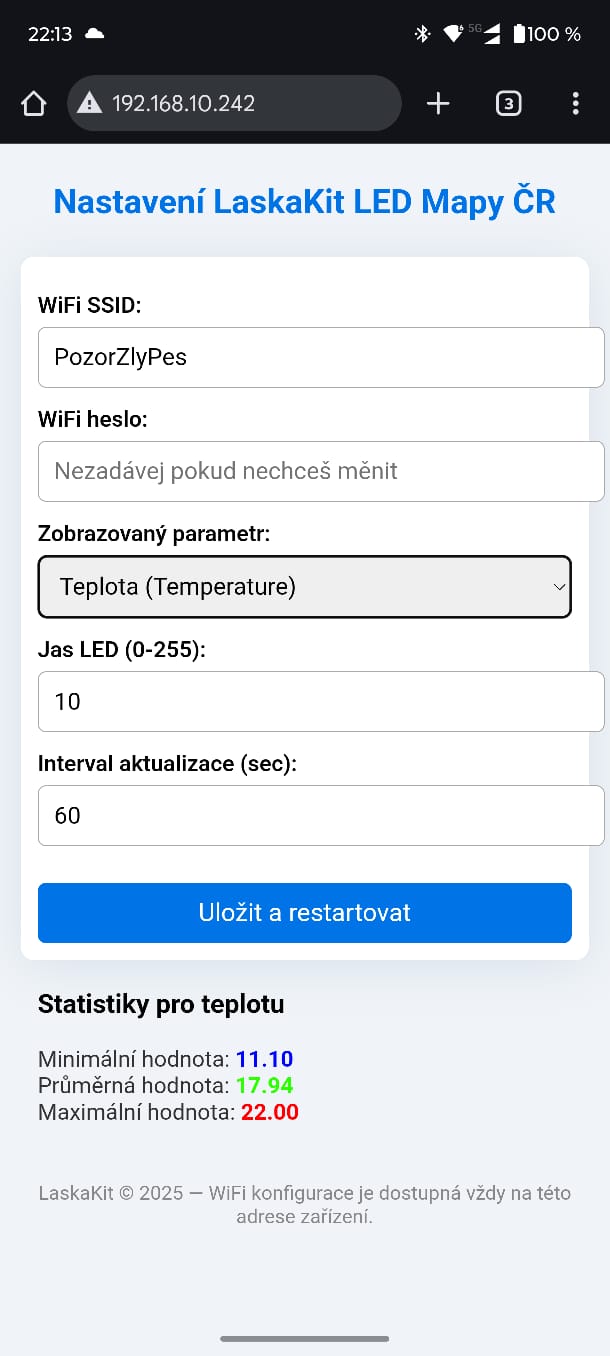 22:13
5G
100 %
192.168.10.242
3
Nastavení LaskaKit LED Mapy ČR
WiFi SSID:
PozorZlyPes
WiFi heslo:
Nezadávej pokud nechceš měnit
Zobrazovaný parametr:
Teplota (Temperature)
Jas LED (0-255):
10
Interval aktualizace (sec):
60
Uložit a restartovat
Statistiky pro teplotu
Minimální hodnota: 11.10
Průměrná hodnota: 17.94
Maximální hodnota: 22.00
LaskaKit © 2025 — WiFi konfigurace je dostupná vždy na této
adrese zařízení.